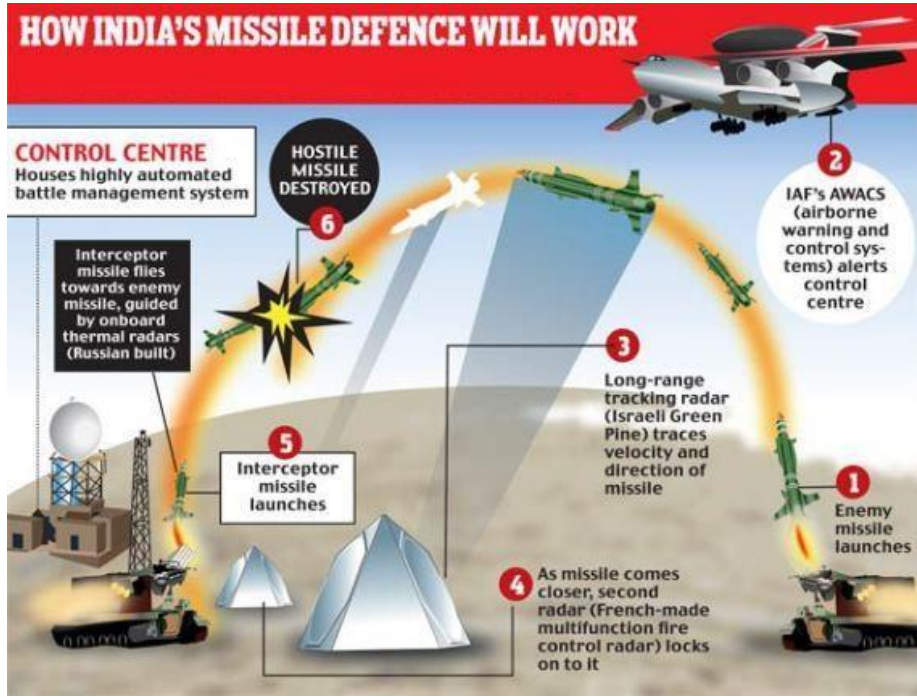 HOW INDIA'S MISSILE DEFENCE WILL WORK
CONTROL CENTRE
Houses highly automated
battle management system
HOSTILE
MISSILE
DESTROYED
6
2
IAF's AWACS
(airborne
warning and
control sys-
tems) alerts
control
centre
Interceptor
missile flies
towards enemy
missile, guided
by onboard
thermal radars
(Russian built)
3
Long-range
tracking radar
(Israeli Green
Pine) traces
velocity and
direction of
missile
5
Interceptor
missile
launches
1
Enemy
missile
launches
4
As missile comes
closer, second
radar (French-made
multifunction fire
control radar) locks
on to it